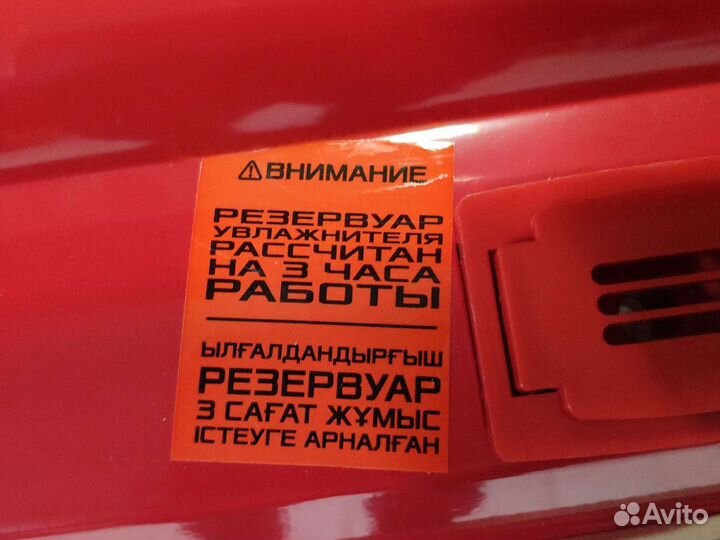 ⚠ ВНИМАНИЕ
РЕЗЕРВУАР
УВЛАЖНИТЕЛЯ
РАССЧИТАН
НА 3 ЧАСА
РАБОТЫ
ЫЛҒАЛДАНДЫРҒЫШ
РЕЗЕРВУАР
3 САҒАТ ЖҰМЫС
ІСТЕУГЕ АРНАЛҒАН
Avito